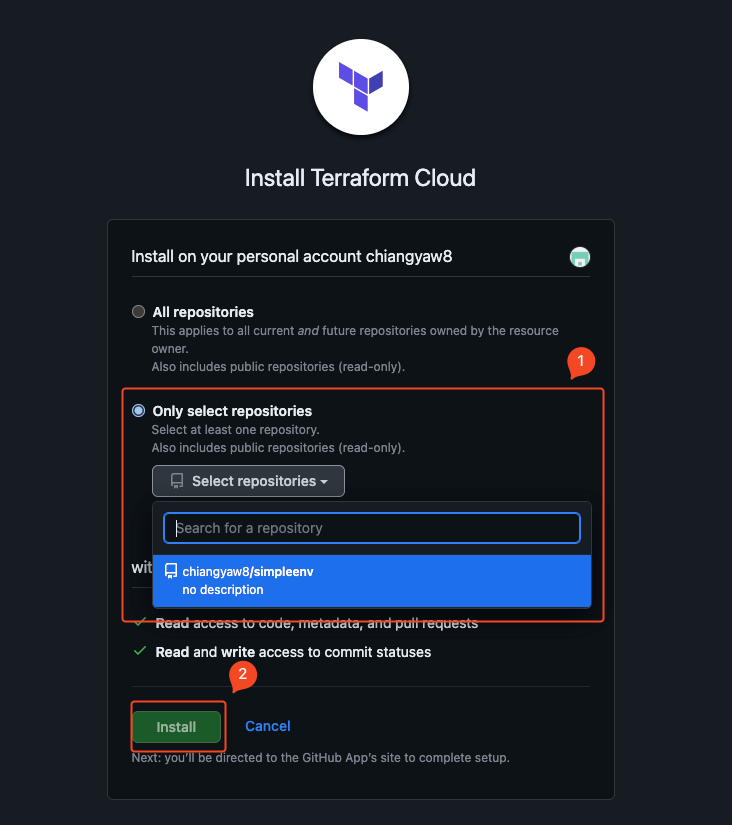 Install Terraform Cloud
Install on your personal account chiangyaw8
All repositories
This applies to all current and future repositories owned by the resource
owner.
Also includes public repositories (read-only).
1
Only select repositories
Select at least one repository.
Also includes public repositories (read-only).
Select repositories
Search for a repository
chiangyaw8/simpleenv
no description
wit
Read access to code, metadata, and pull requests
Read and write access to commit statuses
2
Install
Cancel
Next: you'll be directed to the GitHub App's site to complete setup.